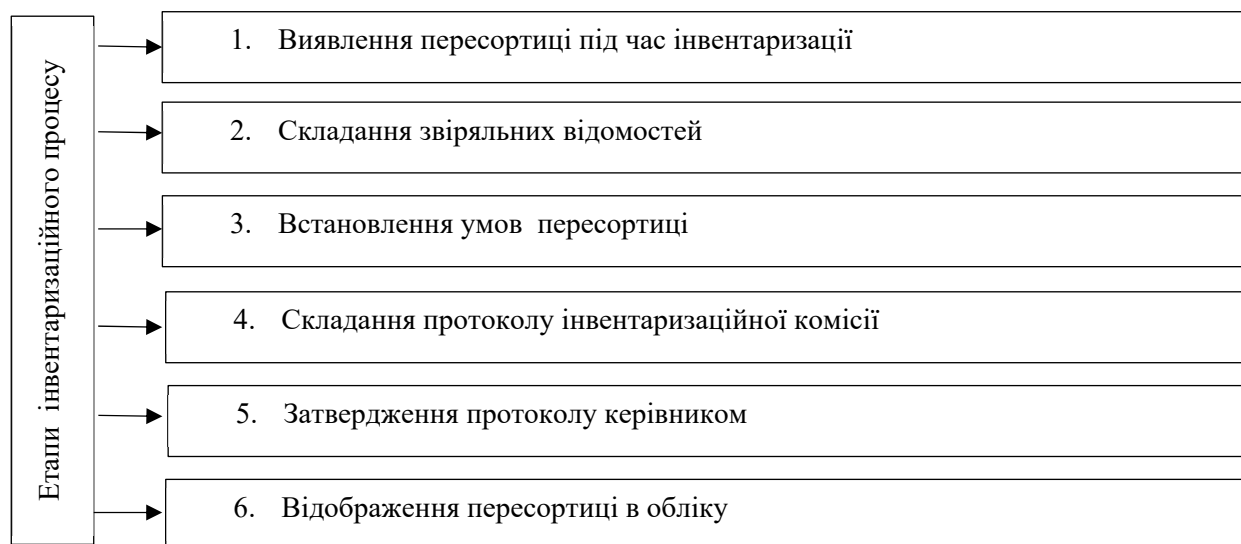 Етапи інвентаризаційного процесу
1. Виявлення пересортиці під час інвентаризації
2. Складання звіряльних відомостей
3. Встановлення умов пересортиці
4. Складання протоколу інвентаризаційної комісії
5. Затвердження протоколу керівником
6. Відображення пересортиці в обліку